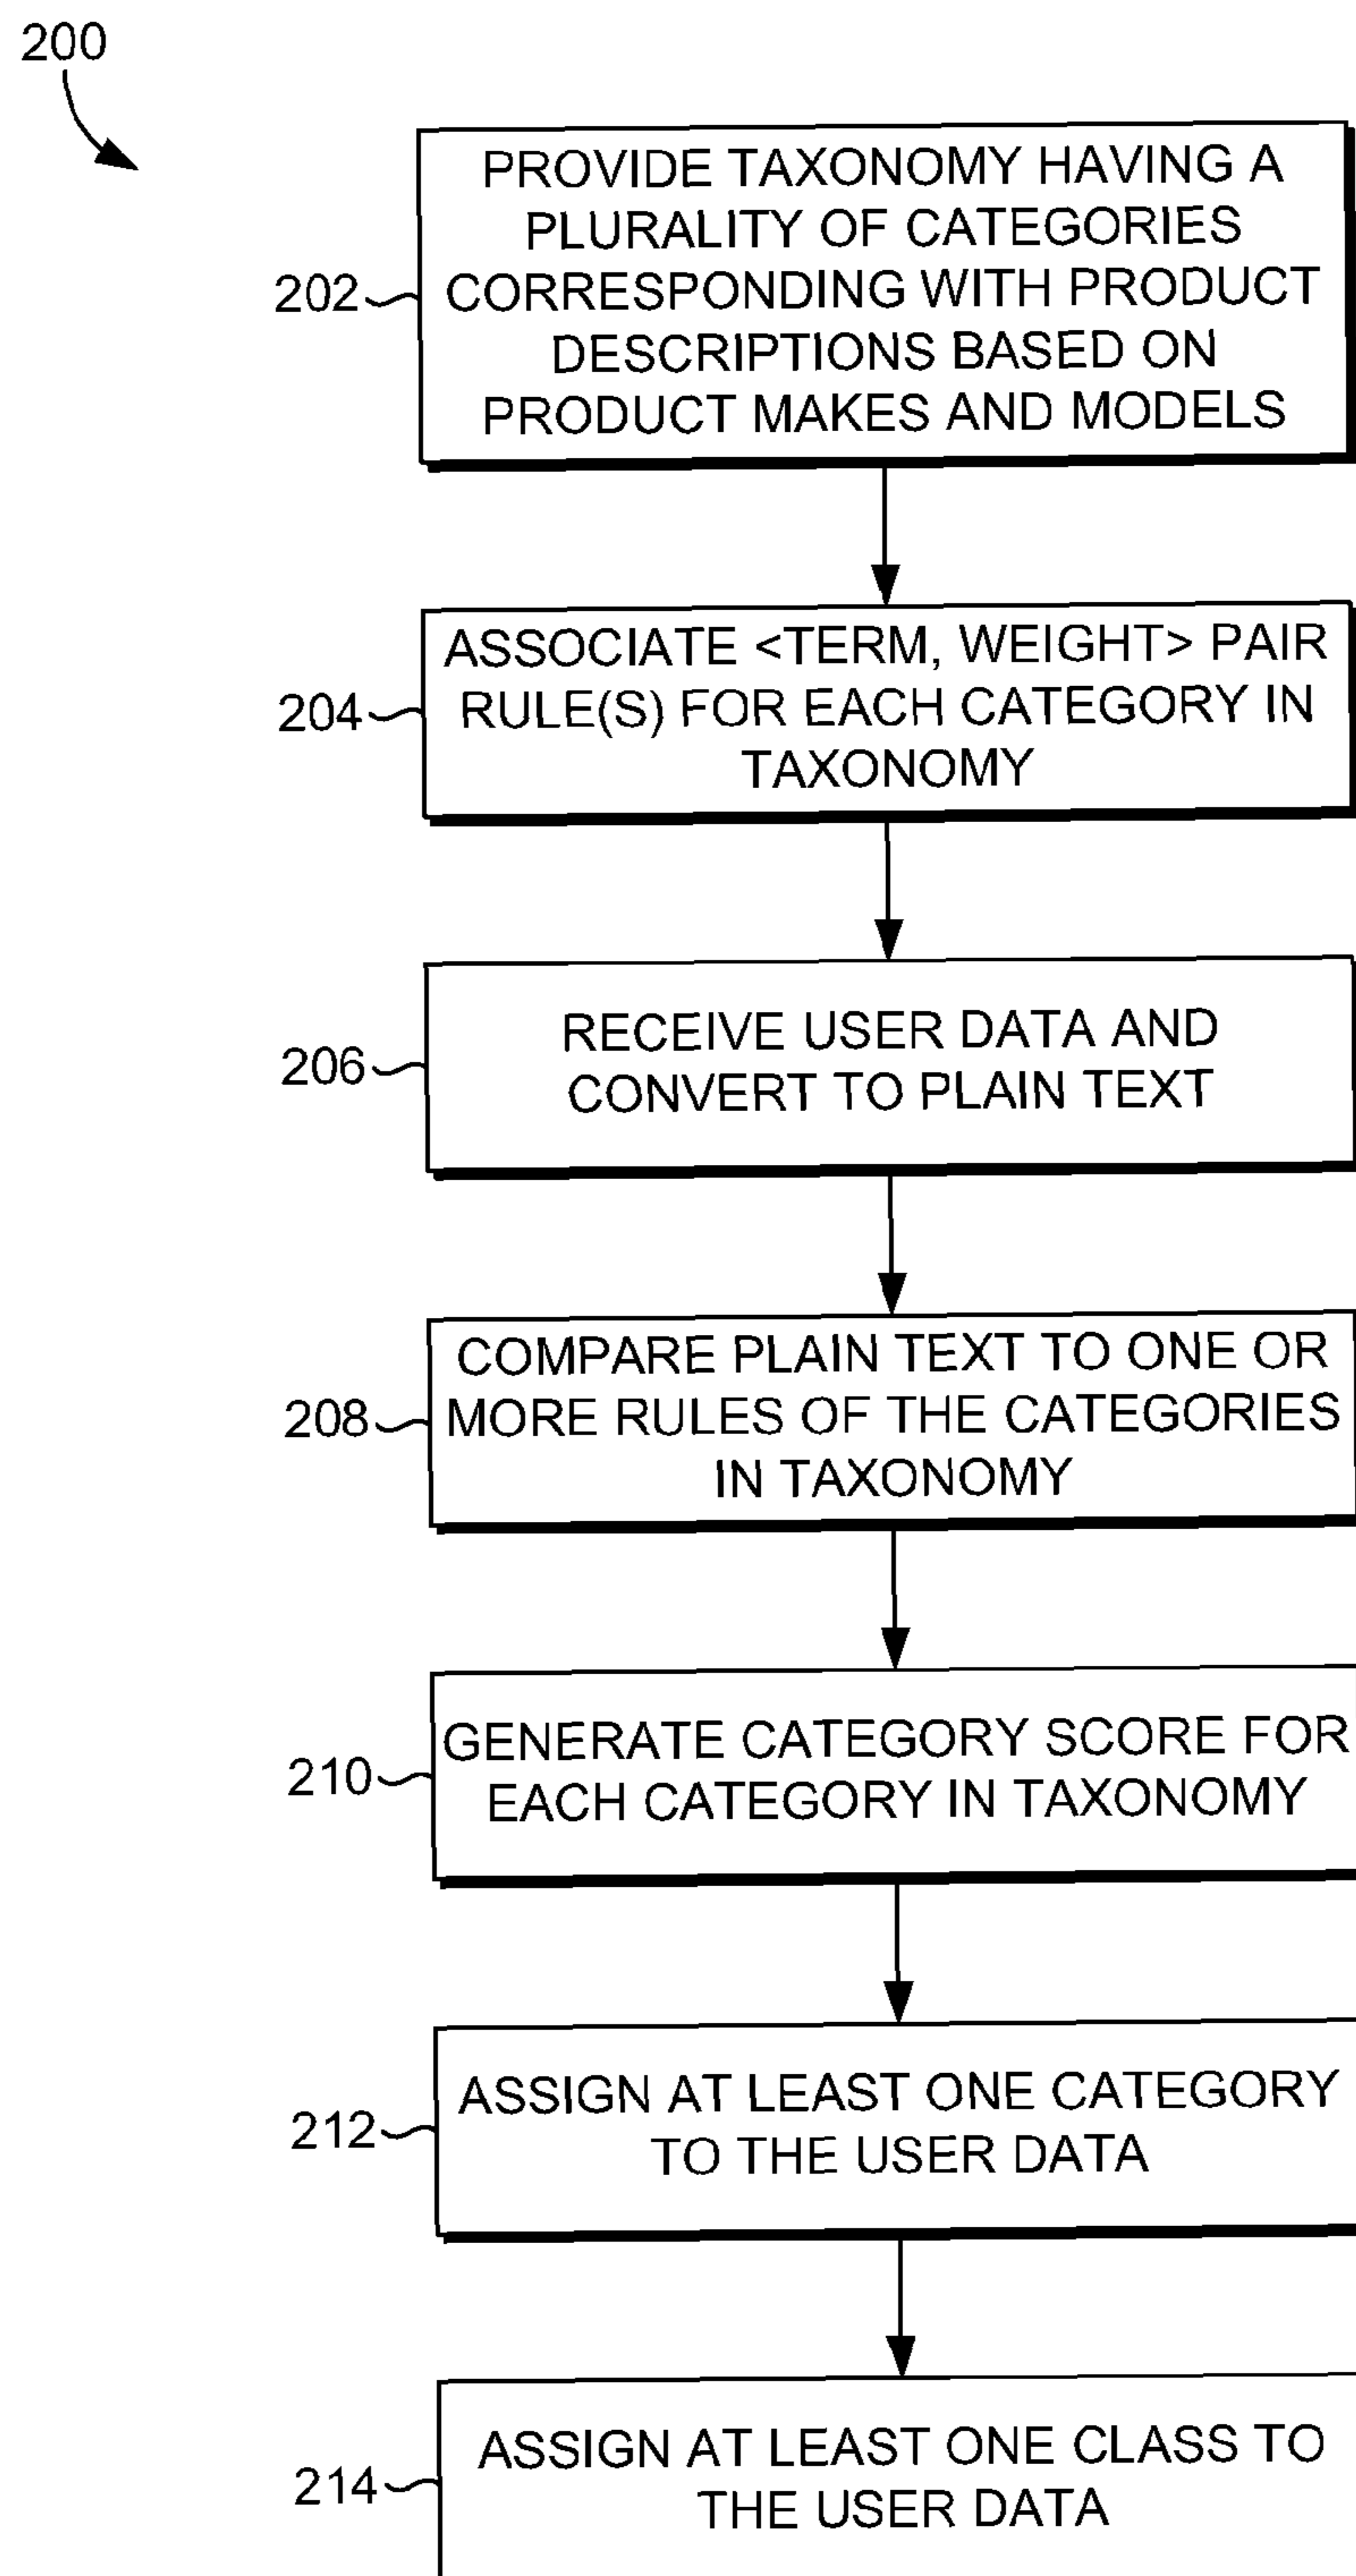 200
PROVIDE TAXONOMY HAVING A
PLURALITY OF CATEGORIES
202
CORRESPONDING WITH PRODUCT
DESCRIPTIONS BASED ON
PRODUCT MAKES AND MODELS
ASSOCIATE <TERM, WEIGHT> PAIR
204
RULE(S) FOR EACH CATEGORY IN
TAXONOMY
206
RECEIVE USER DATA AND
CONVERT TO PLAIN TEXT
COMPARE PLAIN TEXT TO ONE OR
208
MORE RULES OF THE CATEGORIES
IN TAXONOMY
210
GENERATE CATEGORY SCORE FOR
EACH CATEGORY IN TAXONOMY
212
ASSIGN AT LEAST ONE CATEGORY
TO THE USER DATA
214
ASSIGN AT LEAST ONE CLASS TO
THE USER DATA